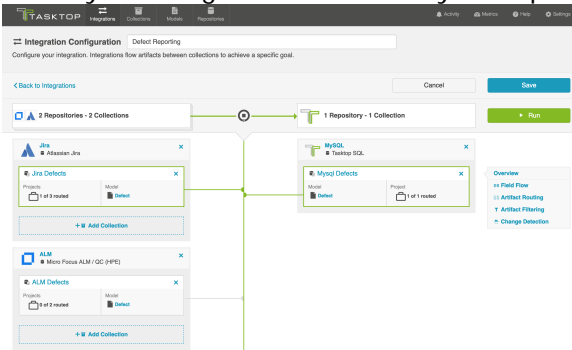 TASKTOP
Integrations
Collections
Models
Repositories
Activity
Metrics
Help
Settings
Integration Configuration
Defect Reporting
Configure your integration. Integrations flow artifacts between collections to achieve a specific goal.
Back to Integrations
Cancel
Save
2 Repositories - 2 Collections
1 Repository - 1 Collection
Run
Jira
Atlassian Jira
MySQL
Tasktop SQL
Jira Defects
Projects
Model
1 of 3 routed
Defect
+ Add Collection
Mysql Defects
Model
Project
Defect
1 of 1 routed
Overview
Field Flow
Artifact Routing
Artifact Filtering
Change Detection
ALM
Micro Focus ALM / QC (HPE)
ALM Defects
Projects
Model
0 of 2 routed
Defect
+ Add Collection